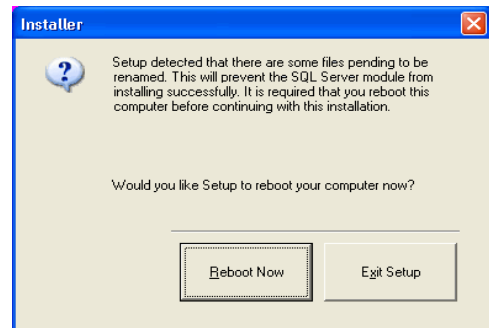 Installer
Setup detected that there are some files pending to be
renamed. This will prevent the SQL Server module from
installing successfully. It is required that you reboot this
computer before continuing with this installation.
Would you like Setup to reboot your computer now?
Reboot Now
Exit Setup